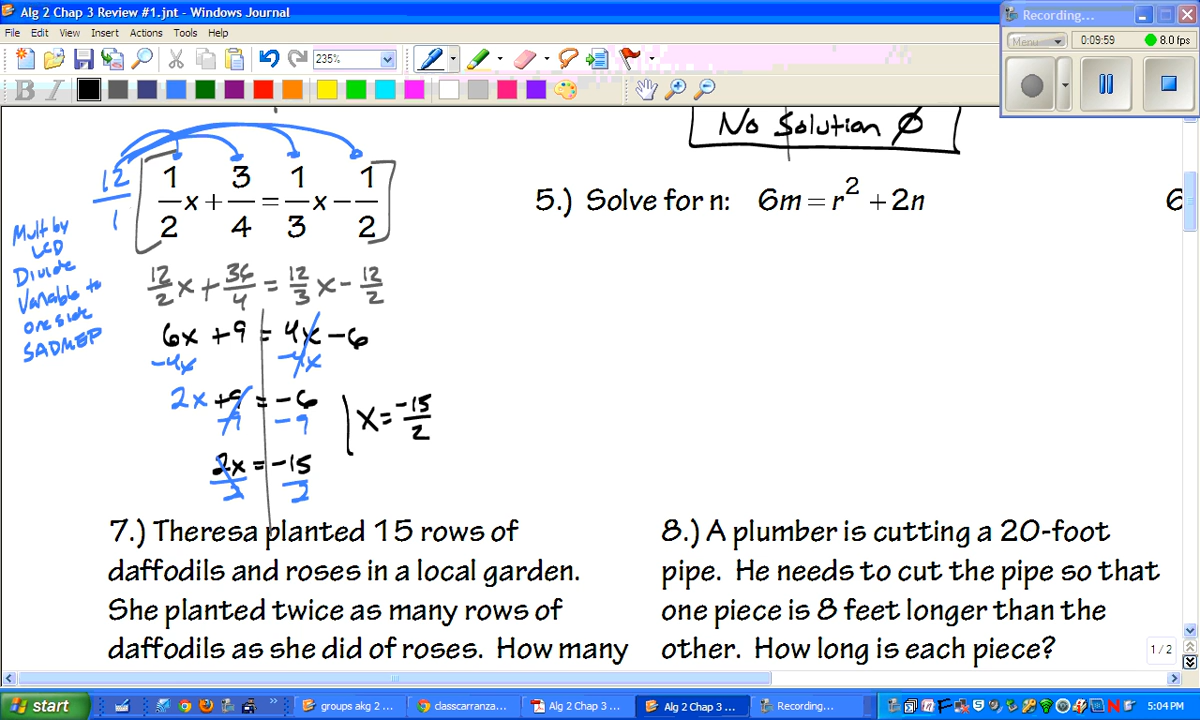 Alg 2 Chap 3 Review #1.jnt - Windows Journal
Recording...
File Edit View Insert Actions Tools Help
Menu 0:09:59 8.0 fps
235%
B I
No Solution ∅
12/1 [ 1/2 x + 3/4 = 1/3 x − 1/2 ]
5.) Solve for n: 6m = r² + 2n
6
Mult by
LCD
Divide
Variable to
one side
SADMEP
12/2 x + 36/4 = 12/3 x − 12/2
6x + 9 = 4x − 6
−4x −4x
2x + 9 = −6
−9 −9
x = −15/2
2x = −15
2 2
7.) Theresa planted 15 rows of
daffodils and roses in a local garden.
She planted twice as many rows of
daffodils as she did of roses. How many
8.) A plumber is cutting a 20-foot
pipe. He needs to cut the pipe so that
one piece is 8 feet longer than the
other. How long is each piece?
1 / 2
start
groups akg 2 ...
classcarranza...
Alg 2 Chap 3 ...
Alg 2 Chap 3 ...
Recording...
5:04 PM